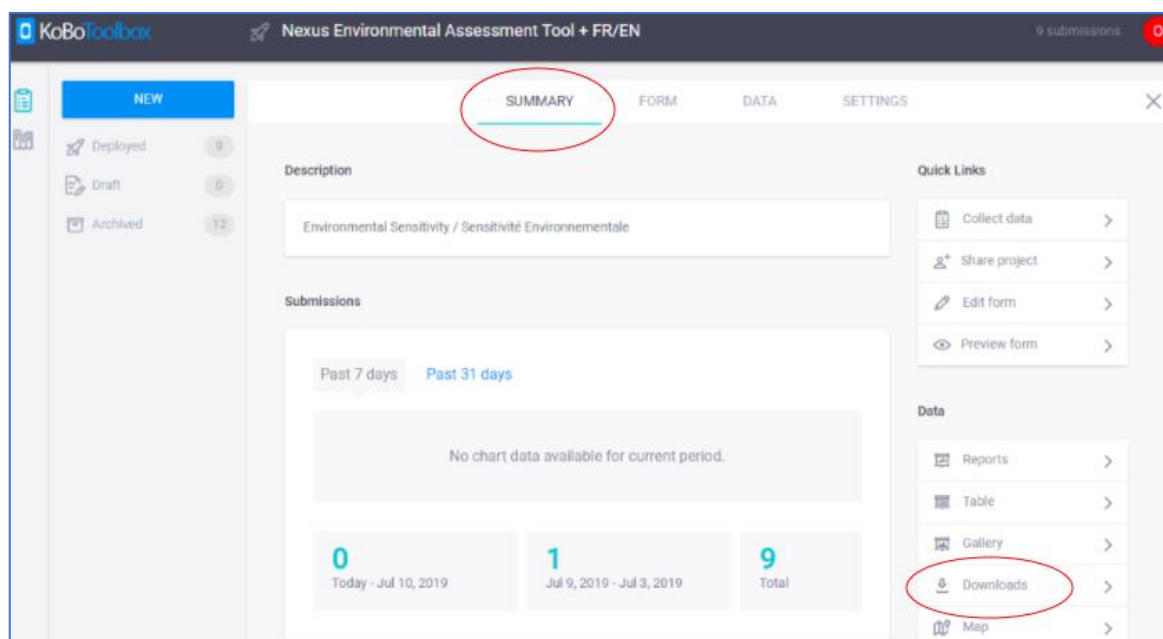 KoBoToolbox
Nexus Environmental Assessment Tool + FR/EN
9 submissions
NEW
Deployed 9
Draft 0
Archived 12
SUMMARY FORM DATA SETTINGS
Description
Environmental Sensitivity / Sensitivité Environnementale
Submissions
Past 7 days Past 31 days
No chart data available for current period.
0 1 9
Today - Jul 10, 2019 Jul 9, 2019 - Jul 3, 2019 Total
Quick Links
Collect data
Share project
Edit form
Preview form
Data
Reports
Table
Gallery
Downloads
Map